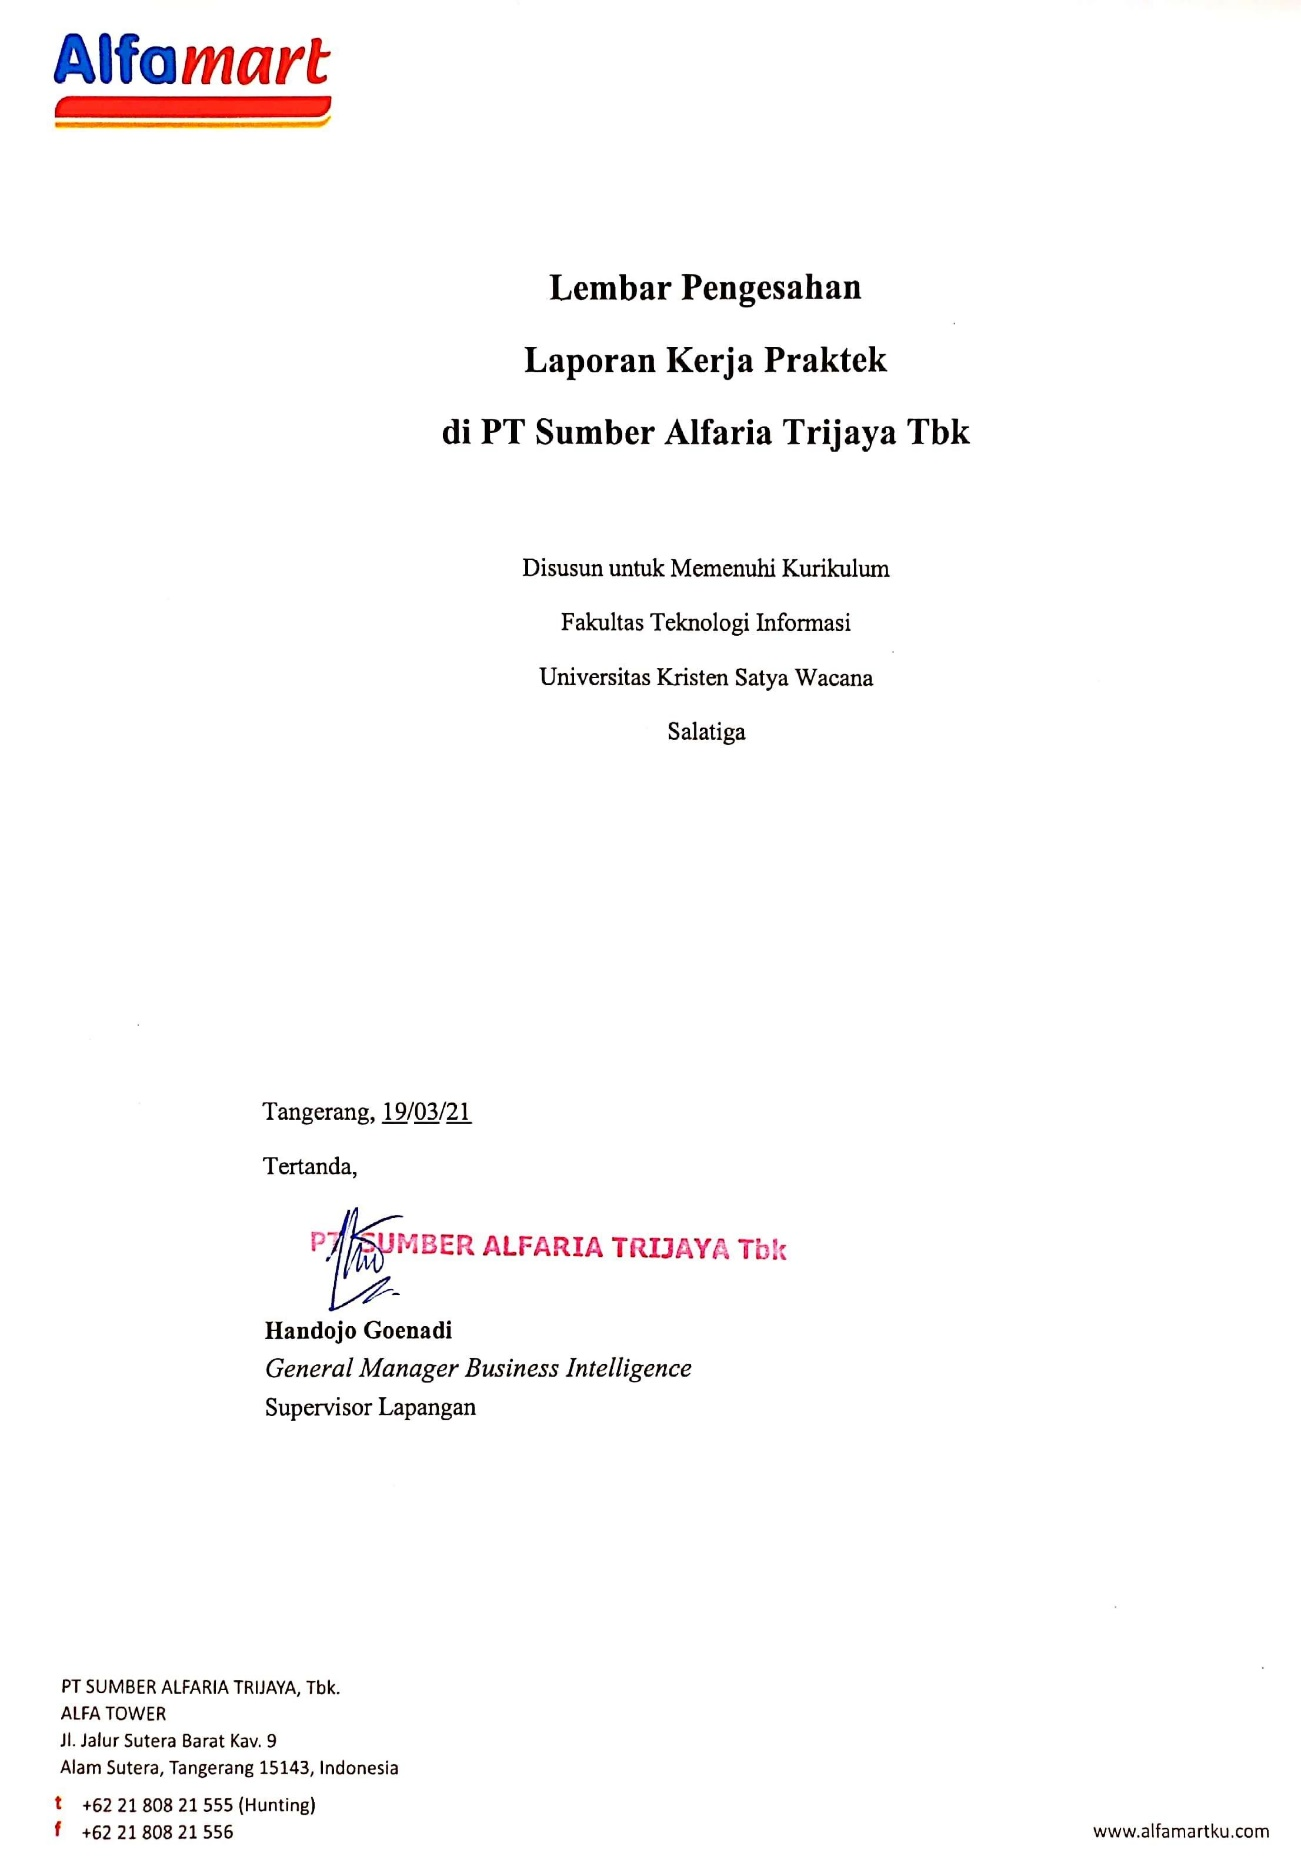 Alfamart
Lembar Pengesahan
Laporan Kerja Praktek
di PT Sumber Alfaria Trijaya Tbk
Disusun untuk Memenuhi Kurikulum
Fakultas Teknologi Informasi
Universitas Kristen Satya Wacana
Salatiga
Tangerang, 19/03/21
Tertanda,
PT SUMBER ALFARIA TRIJAYA Tbk
Handojo Goenadi
General Manager Business Intelligence
Supervisor Lapangan
PT SUMBER ALFARIA TRIJAYA, Tbk.
ALFA TOWER
Jl. Jalur Sutera Barat Kav. 9
Alam Sutera, Tangerang 15143, Indonesia
t +62 21 808 21 555 (Hunting)
f +62 21 808 21 556
www.alfamartku.com